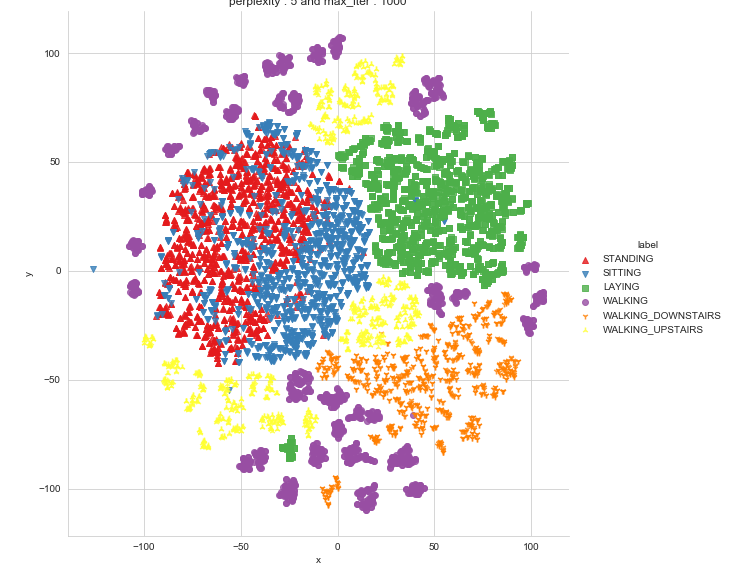 perplexity : 5 and max_iter : 1000
100
50
0
−50
−100
y
−100
−50
0
50
100
x
label
STANDING
SITTING
LAYING
WALKING
WALKING_DOWNSTAIRS
WALKING_UPSTAIRS